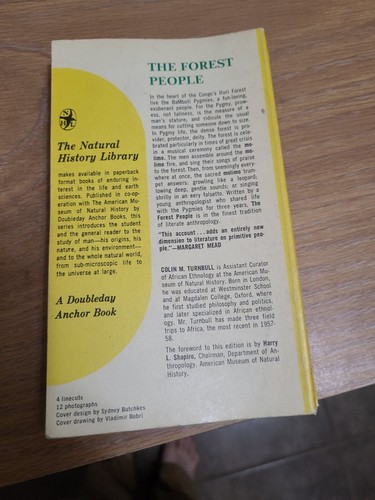 THE FOREST
PEOPLE
In the heart of the Congo's Ituri Forest
live the BaMbuti Pygmies, a fun-loving,
exuberant people. For the Pygmy, prow-
ess, not tallness, is the measure of a
man's stature, and ridicule the usual
means for cutting someone down to size.
In Pygmy life, the dense forest is pro-
vider, protector, deity. The forest is cele-
brated particularly in times of great crisis
in a musical ceremony called the mo-
limo. The men assemble around the molimo
fire, and sing their songs of praise
to the forest. Then, from seemingly every-
where at once, the sacred molimo trum-
pet answers: growling like a leopard,
lowing deep, gentle sounds; or singing
shrilly in an eery falsetto. Written by a
young anthropologist who shared life
with the Pygmies for three years, The
Forest People is in the finest tradition
of literate anthropology.
"This account...adds an entirely new
dimension to literature on primitive peo-
ple."—MARGARET MEAD
COLIN M. TURNBULL is Assistant Curator
of African Ethnology at the American Mu-
seum of Natural History. Born in London,
he was educated at Westminster School
and at Magdalen College, Oxford, where
he first studied philosophy and politics,
and later specialized in African ethnol-
ogy. Mr. Turnbull has made three field
trips to Africa, the most recent in 1957-
58.
The foreword to this edition is by Harry
L. Shapiro, Chairman, Department of An-
thropology, American Museum of Natural
History.
N
H L
The Natural
History Library
makes available in paperback
format books of enduring in-
terest in the life and earth
sciences. Published in co-op-
eration with The American Mu-
seum of Natural History by
Doubleday Anchor Books, this
series introduces the student
and the general reader to the
study of man—his origins, his
nature, and his environment—
and to the whole natural world,
from sub-microscopic life to
the universe at large.
A Doubleday
Anchor Book
4 linecuts
12 photographs
Cover design by Sydney Butchkes
Cover drawing by Vladimir Bobri